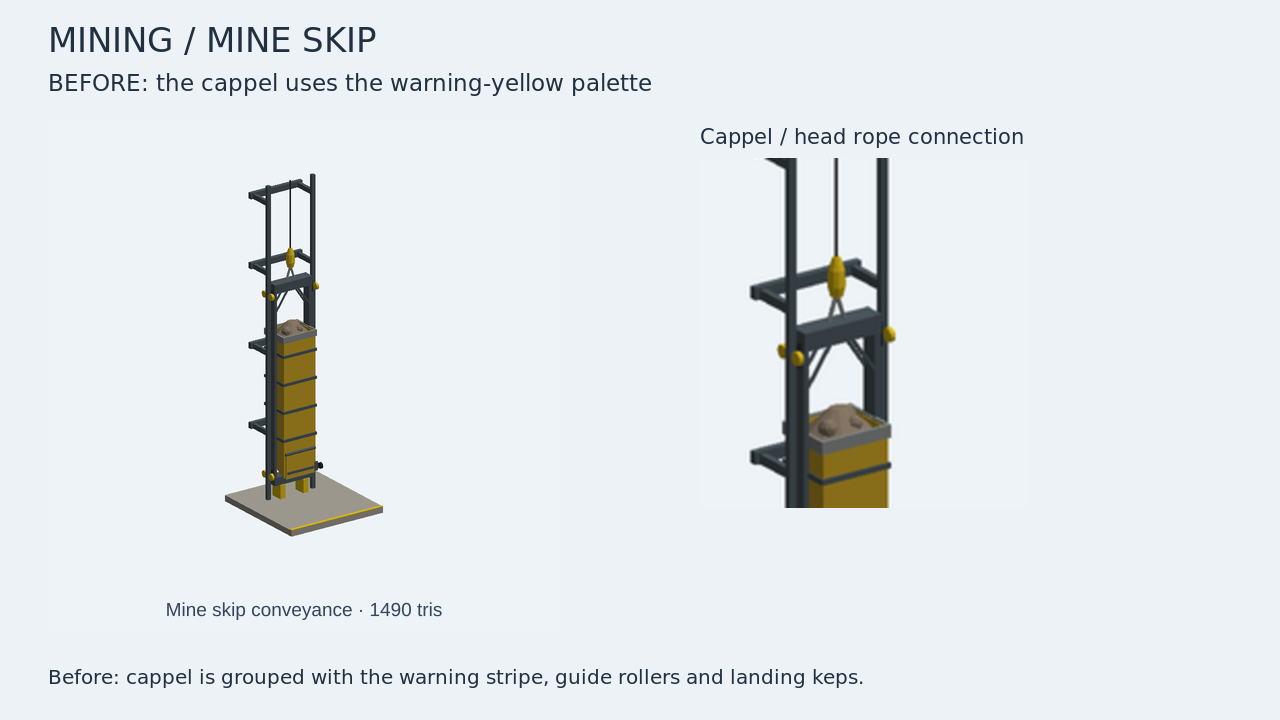 MINING / MINE SKIP
BEFORE: the cappel uses the warning-yellow palette
Cappel / head rope connection
Mine skip conveyance · 1490 tris
Before: cappel is grouped with the warning stripe, guide rollers and landing keps.